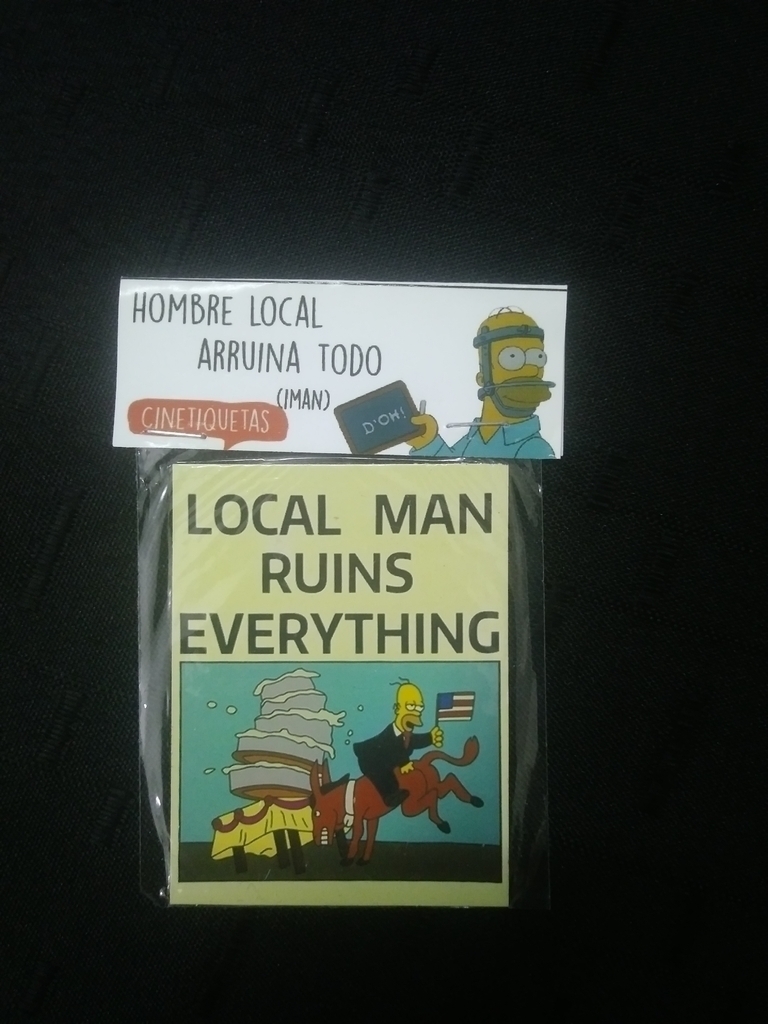 HOMBRE LOCAL
ARRUINA TODO
(IMAN)
CINETIQUETAS
D'OH!
LOCAL MAN
RUINS
EVERYTHING